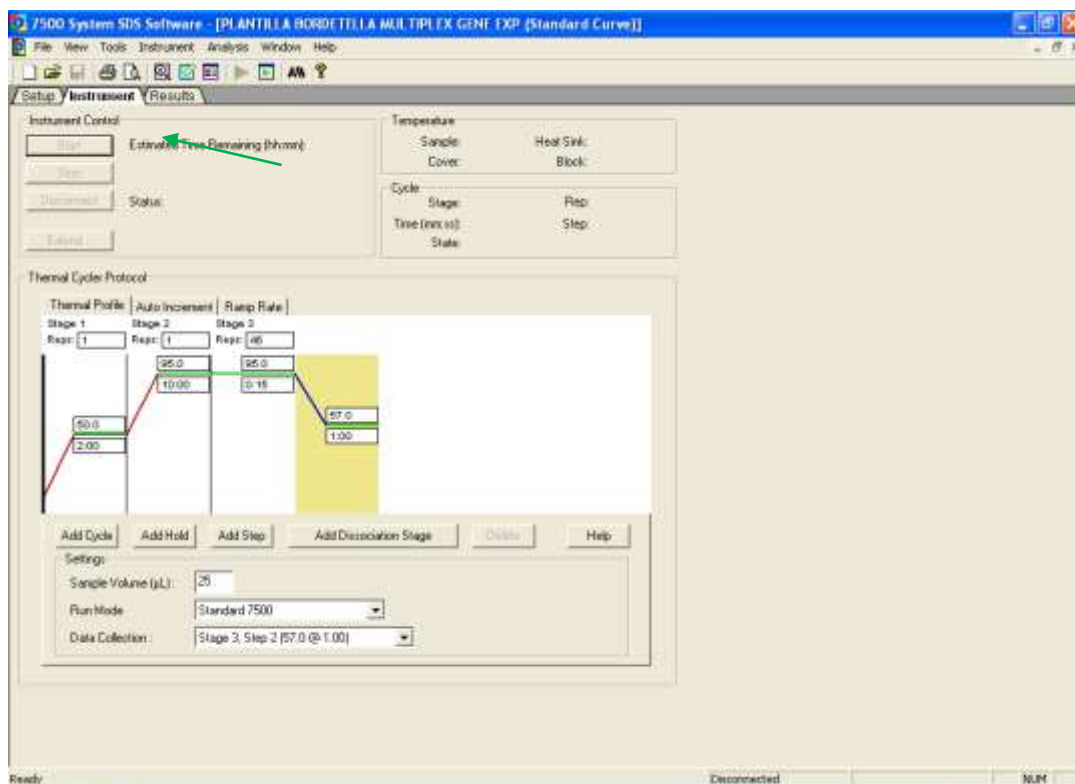 7500 System SDS Software - [PLANTILLA BORDETELLA MULTIPLEX GENE EXP (Standard Curve)]
File View Tools Instrument Analysis Window Help
Setup Instrument Results
Instrument Control
Start Estimated Time Remaining (hh:mm)
Stop
Disconnect Status:
Extend
Temperature
Sample: Heat Sink:
Cover: Block:
Cycle
Stage: Rep:
Time (mm:ss): Step:
State:
Thermal Cycler Protocol
Thermal Profile Auto Increment Ramp Rate
Stage 1 Stage 2 Stage 3
Reps: 1 Reps: 1 Reps: 45
95.0 95.0
10:00 0:15
57.0
1:00
50.0
2:00
Add Cycle Add Hold Add Step Add Dissociation Stage Delete Help
Settings
Sample Volume (µL): 25
Run Mode Standard 7500
Data Collection : Stage 3, Step 2 (57.0 @ 1:00)
Ready Disconnected NUM